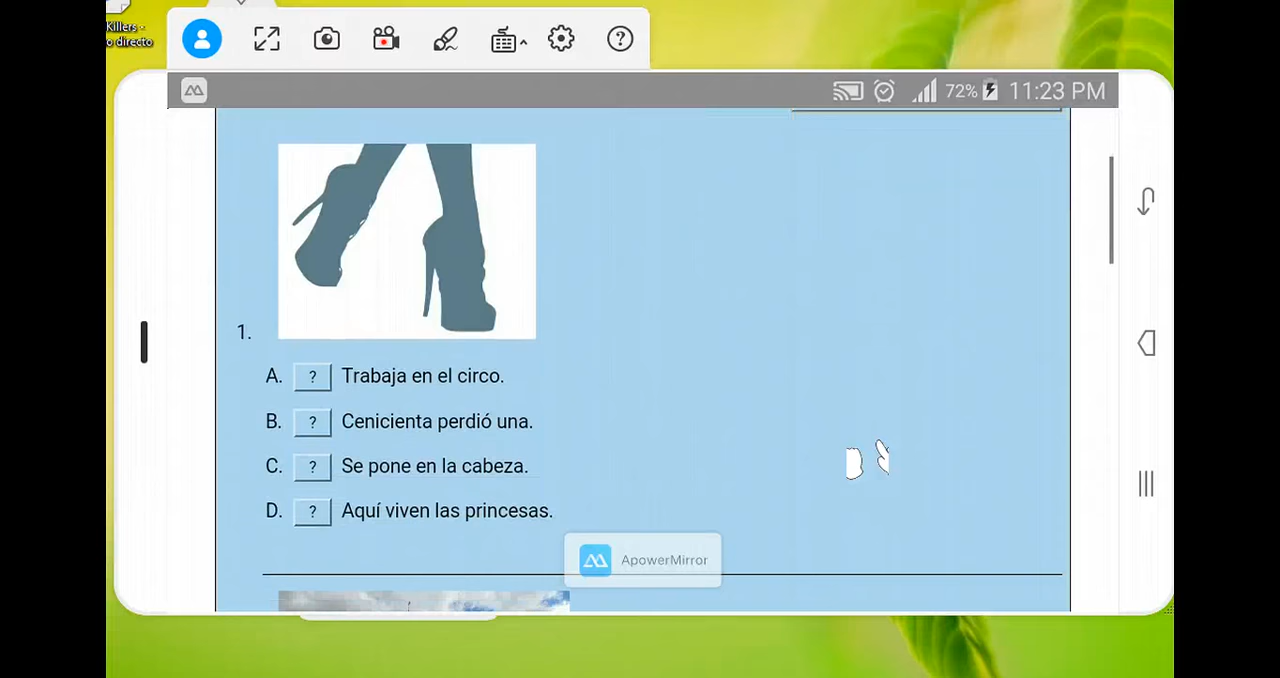 Killers -
o directo
?
72% 11:23 PM
1.
A. ? Trabaja en el circo.
B. ? Cenicienta perdió una.
C. ? Se pone en la cabeza.
D. ? Aquí viven las princesas.
ApowerMirror